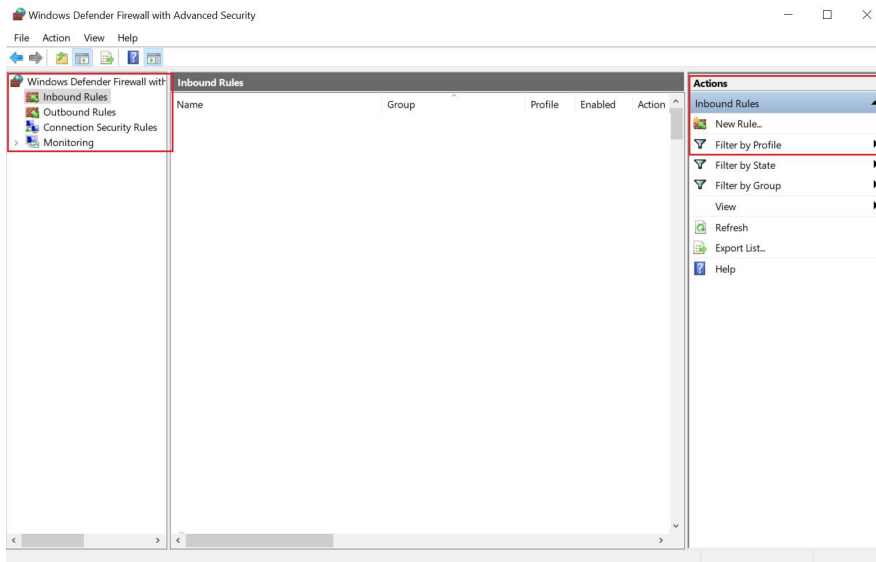 Windows Defender Firewall with Advanced Security
File Action View Help
Windows Defender Firewall with
Inbound Rules
Outbound Rules
Connection Security Rules
Monitoring
Inbound Rules
Name Group Profile Enabled Action
Actions
Inbound Rules
New Rule...
Filter by Profile
Filter by State
Filter by Group
View
Refresh
Export List...
Help